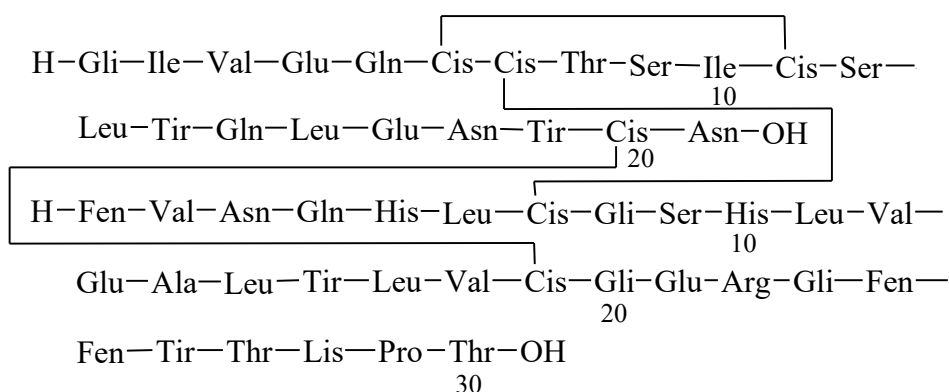 H–Gli–Ile–Val–Glu–Gln–Cis–Cis–Thr–Ser–Ile–Cis–Ser–
10
Leu–Tir–Gln–Leu–Glu–Asn–Tir–Cis–Asn–OH
20
H–Fen–Val–Asn–Gln–His–Leu–Cis–Gli–Ser–His–Leu–Val–
10
Glu–Ala–Leu–Tir–Leu–Val–Cis–Gli–Glu–Arg–Gli–Fen–
20
Fen–Tir–Thr–Lis–Pro–Thr–OH
30